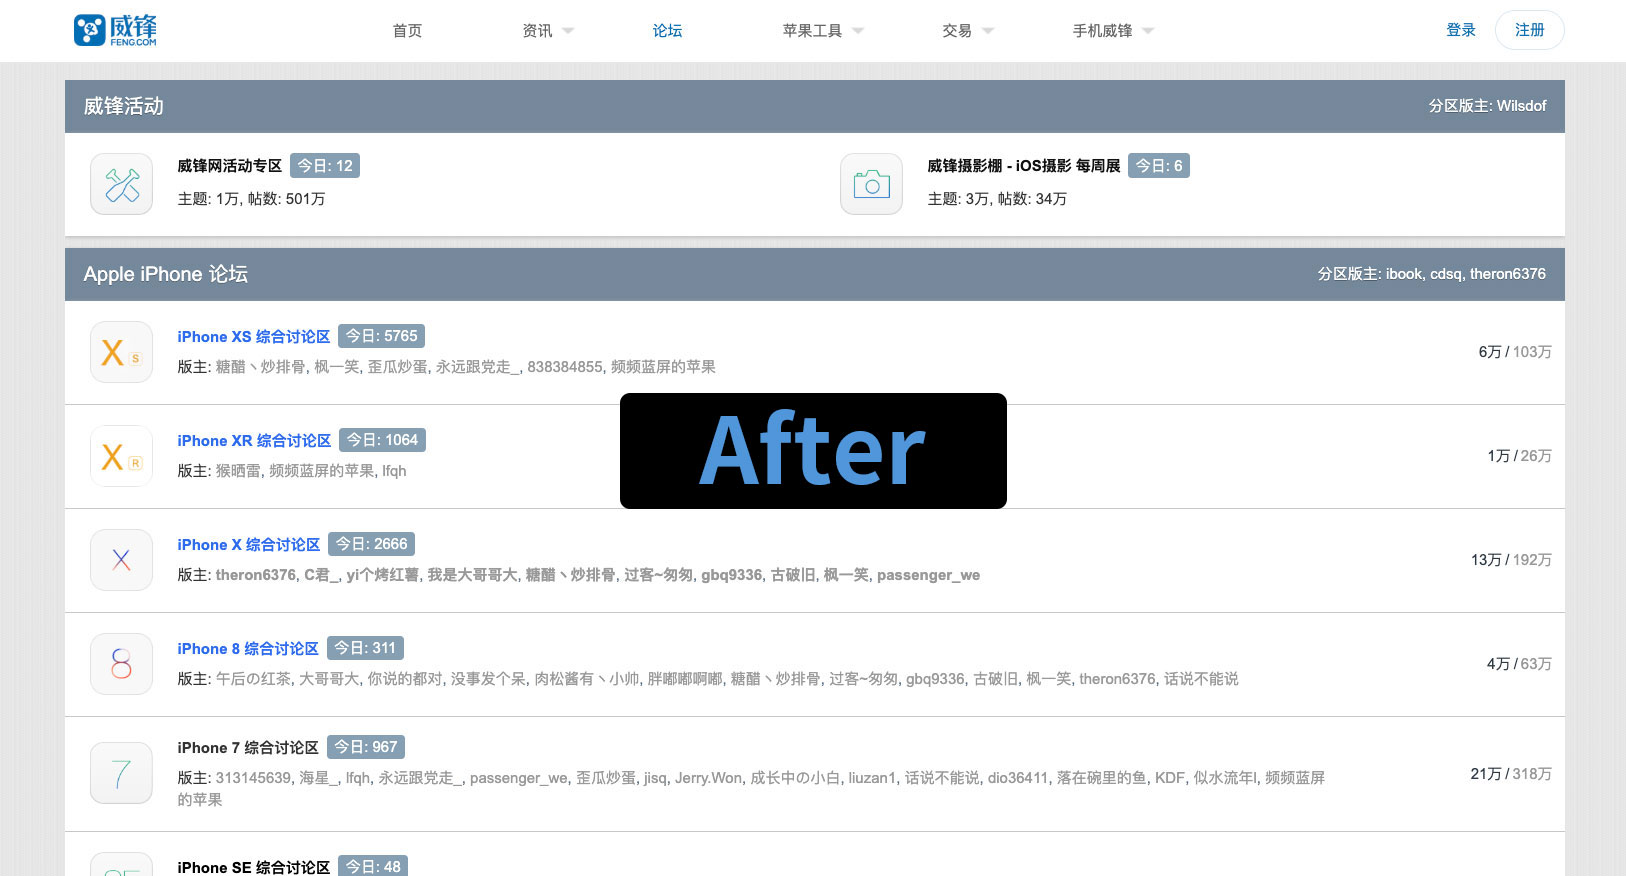 威锋
FENG.COM
首页 资讯 论坛 苹果工具 交易 手机威锋 登录 注册
威锋活动 分区版主: Wilsdof
威锋网活动专区 今日: 12
主题: 1万, 帖数: 501万
威锋摄影棚 - iOS摄影 每周展 今日: 6
主题: 3万, 帖数: 34万
Apple iPhone 论坛 分区版主: ibook, cdsq, theron6376
X S
iPhone XS 综合讨论区 今日: 5765
版主: 糖醋丶炒排骨, 枫一笑, 歪瓜炒蛋, 永远跟党走_, 838384855, 频频蓝屏的苹果
6万 / 103万
After
X R
iPhone XR 综合讨论区 今日: 1064
版主: 猴晒雷, 频频蓝屏的苹果, lfqh
1万 / 26万
X
iPhone X 综合讨论区 今日: 2666
版主: theron6376, C君_, yi个烤红薯, 我是大哥哥大, 糖醋丶炒排骨, 过客~匆匆, gbq9336, 古破旧, 枫一笑, passenger_we
13万 / 192万
8
iPhone 8 综合讨论区 今日: 311
版主: 午后の红茶, 大哥哥大, 你说的都对, 没事发个呆, 肉松酱有丶小帅, 胖嘟嘟啊嘟, 糖醋丶炒排骨, 过客~匆匆, gbq9336, 古破旧, 枫一笑, theron6376, 话说不能说
4万 / 63万
7
iPhone 7 综合讨论区 今日: 967
版主: 313145639, 海星_, lfqh, 永远跟党走_, passenger_we, 歪瓜炒蛋, jisq, Jerry.Won, 成长中の小白, liuzan1, 话说不能说, dio36411, 落在碗里的鱼, KDF, 似水流年l, 频频蓝屏
的苹果
21万 / 318万
iPhone SE 综合讨论区 今日: 48